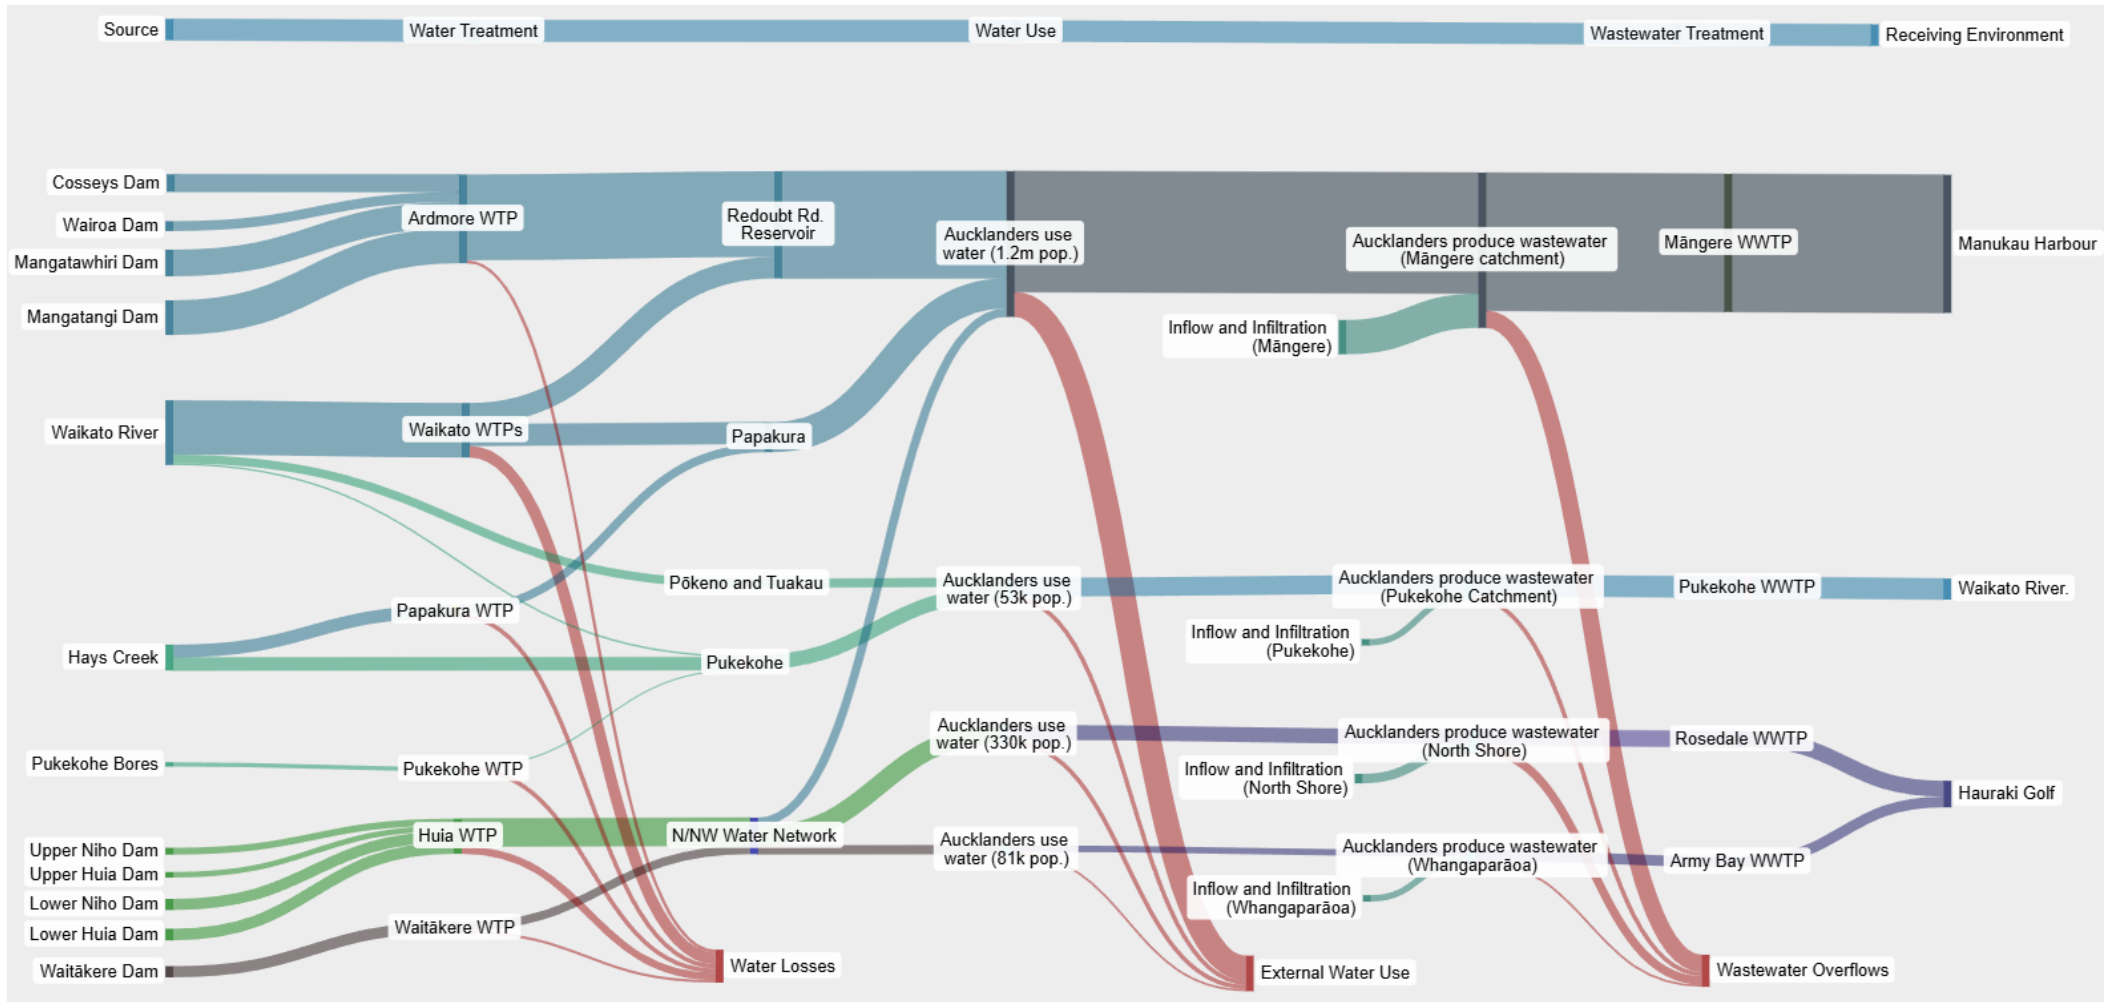 Source
Water Treatment
Water Use
Wastewater Treatment
Receiving Environment
Cosseys Dam
Wairoa Dam
Mangatawhiri Dam
Mangatangi Dam
Waikato River
Hays Creek
Pukekohe Bores
Upper Niho Dam
Upper Huia Dam
Lower Niho Dam
Lower Huia Dam
Waitākere Dam
Ardmore WTP
Waikato WTPs
Papakura WTP
Pukekohe WTP
Huia WTP
Waitākere WTP
Redoubt Rd.
Reservoir
Papakura
Pōkeno and Tuakau
Pukekohe
N/NW Water Network
Water Losses
Aucklanders use
water (1.2m pop.)
Aucklanders use
water (53k pop.)
Aucklanders use
water (330k pop.)
Aucklanders use
water (81k pop.)
Inflow and Infiltration
(Māngere)
Inflow and Infiltration
(Pukekohe)
Inflow and Infiltration
(North Shore)
Inflow and Infiltration
(Whangaparāoa)
External Water Use
Aucklanders produce wastewater
(Māngere catchment)
Aucklanders produce wastewater
(Pukekohe Catchment)
Aucklanders produce wastewater
(North Shore)
Aucklanders produce wastewater
(Whangaparāoa)
Māngere WWTP
Pukekohe WWTP
Rosedale WWTP
Army Bay WWTP
Wastewater Overflows
Manukau Harbour
Waikato River.
Hauraki Golf